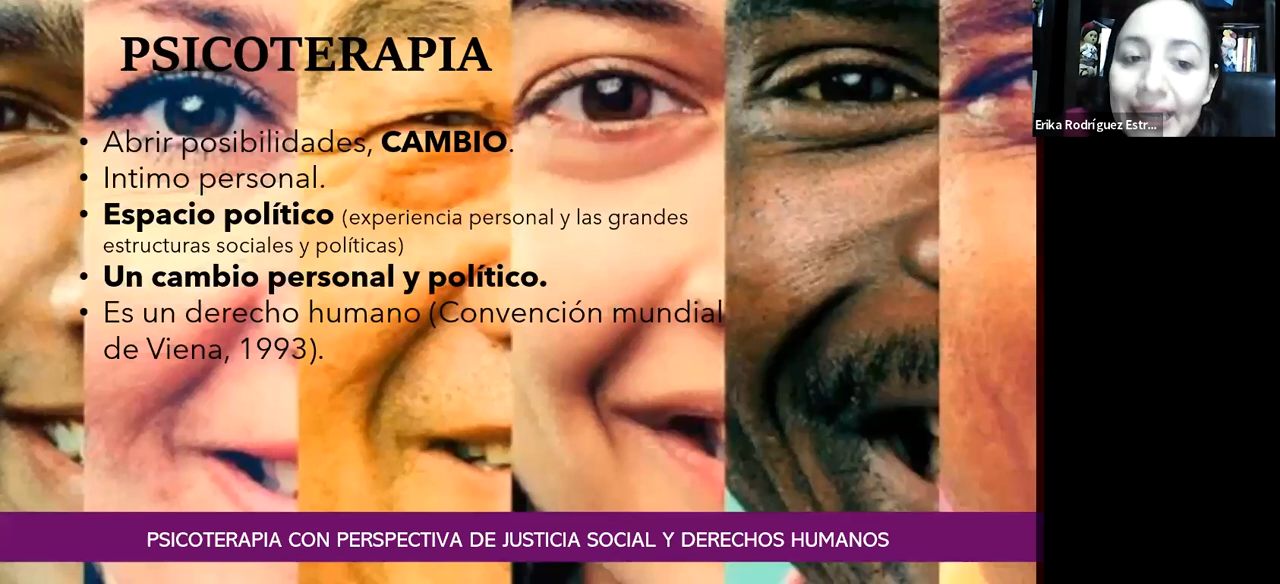 PSICOTERAPIA
• Abrir posibilidades, CAMBIO.
• Intimo personal.
• Espacio político (experiencia personal y las grandes
estructuras sociales y políticas)
• Un cambio personal y político.
• Es un derecho humano (Convención mundial
de Viena, 1993).
PSICOTERAPIA CON PERSPECTIVA DE JUSTICIA SOCIAL Y DERECHOS HUMANOS
Erika Rodríguez Estr...